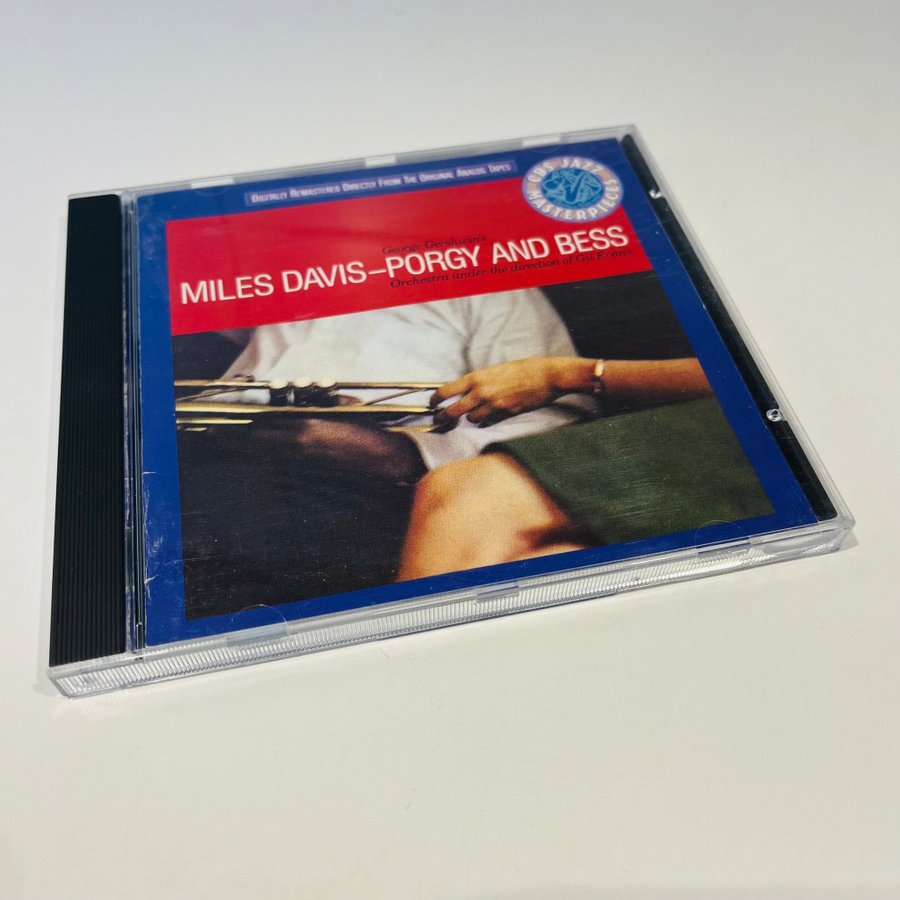 DIGITALLY REMASTERED DIRECTLY FROM THE ORIGINAL ANALOG TAPES
CBS JAZZ
MASTERPIECES
George Gershwin's
MILES DAVIS–PORGY AND BESS
Orchestra under the direction of Gil Evans